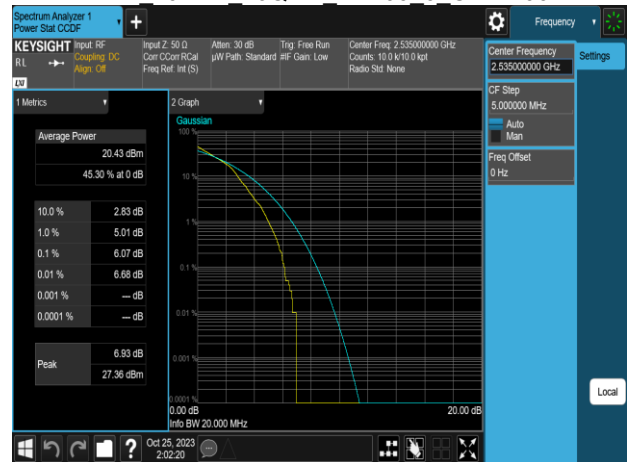 Spectrum Analyzer 1
Power Stat CCDF
Frequency
KEYSIGHT
RL
LXI
Input: RF
Coupling: DC
Align: Off
Input Z: 50 Ω
Corr CCorr RCal
Freq Ref: Int (S)
Atten: 30 dB
µW Path: Standard
Trig: Free Run
#IF Gain: Low
Center Freq: 2.535000000 GHz
Counts: 10.0 k/10.0 kpt
Radio Std: None
Center Frequency
2.535000000 GHz
Settings
CF Step
5.000000 MHz
Auto
Man
Freq Offset
0 Hz
1 Metrics
Average Power
20.43 dBm
45.30 % at 0 dB
10.0 % 2.83 dB
1.0 % 5.01 dB
0.1 % 6.07 dB
0.01 % 6.68 dB
0.001 % --- dB
0.0001 % --- dB
Peak 6.93 dB
27.36 dBm
2 Graph
Gaussian
100 %
10 %
1 %
0.1 %
0.01 %
0.001 %
0.0001 %
0.00 dB 20.00 dB
Info BW 20.000 MHz
Local
Oct 25, 2023
2:02:20